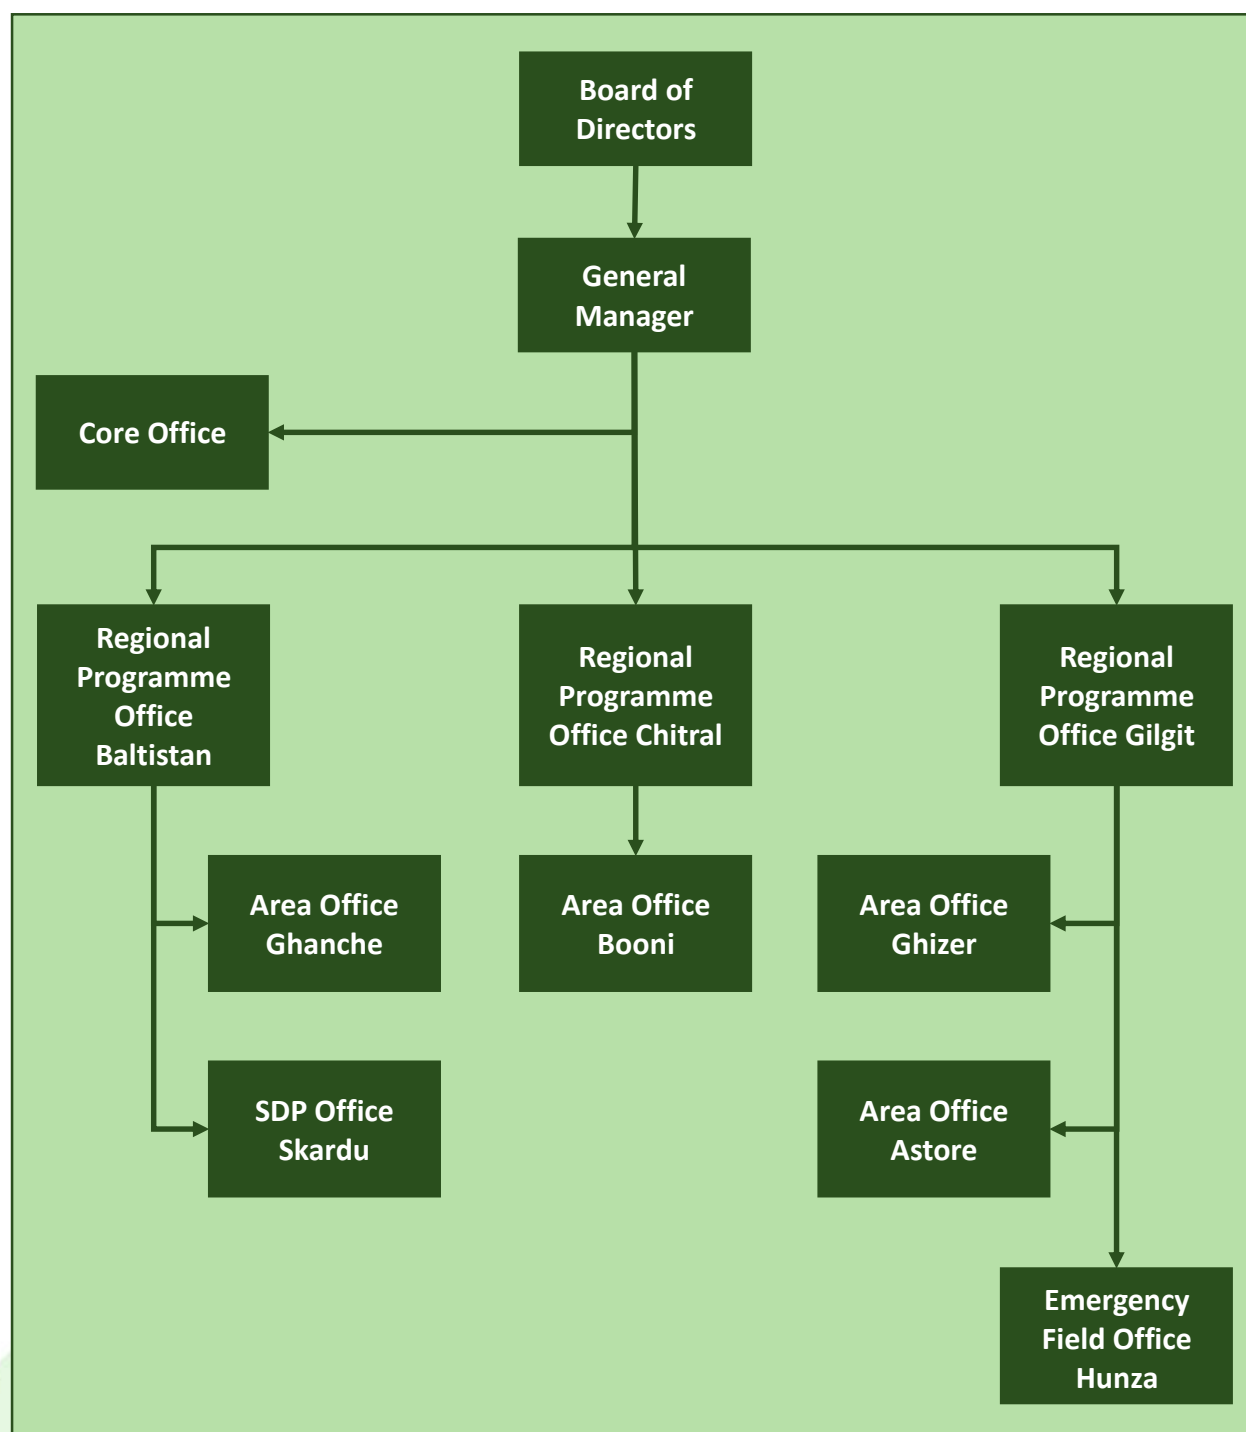 Board of
Directors
General
Manager
Core Office
Regional
Programme
Office
Baltistan
Regional
Programme
Office Chitral
Regional
Programme
Office Gilgit
Area Office
Ghanche
Area Office
Booni
Area Office
Ghizer
SDP Office
Skardu
Area Office
Astore
Emergency
Field Office
Hunza